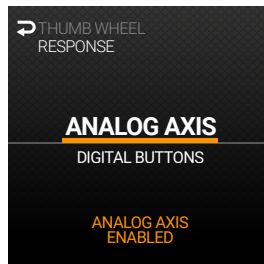 THUMB WHEEL
RESPONSE
ANALOG AXIS
DIGITAL BUTTONS
ANALOG AXIS
ENABLED